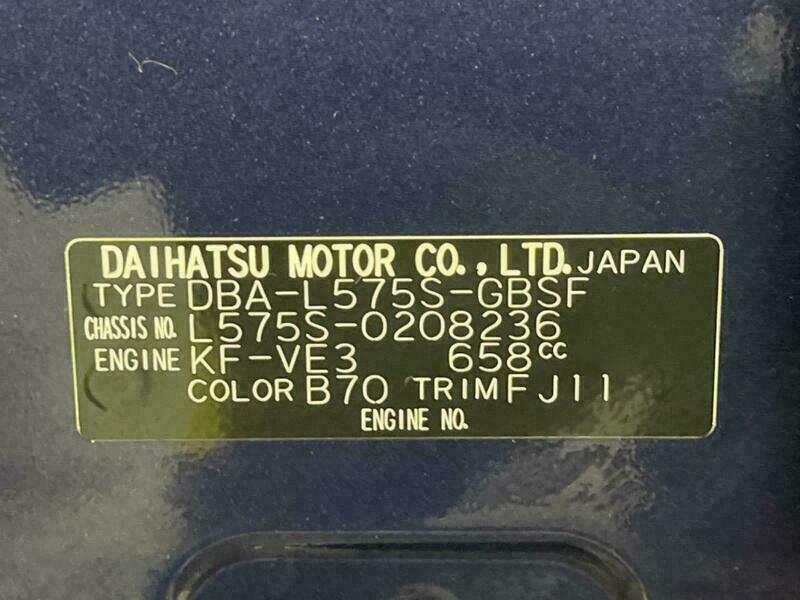 DAIHATSU MOTOR CO., LTD. JAPAN
TYPE DBA-L575S-GBSF
CHASSIS NO. L575S-0208236
ENGINE KF-VE3 658cc
COLOR B70 TRIM FJ11
ENGINE NO.